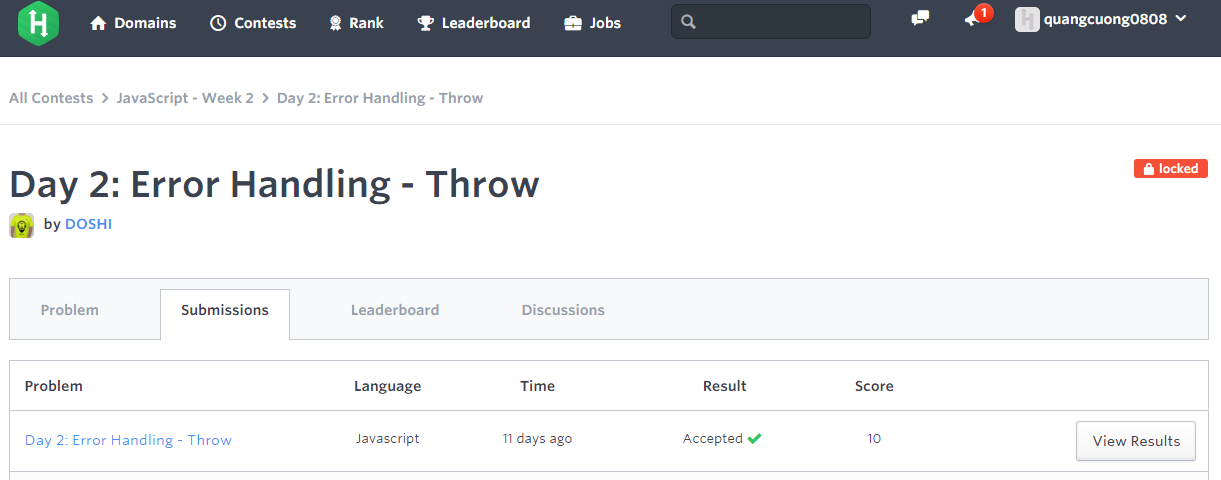 Domains Contests Rank Leaderboard Jobs 1 quangcuong0808
All Contests > JavaScript - Week 2 > Day 2: Error Handling - Throw
Day 2: Error Handling - Throw
locked
by DOSHI
Problem Submissions Leaderboard Discussions
Problem Language Time Result Score
Day 2: Error Handling - Throw Javascript 11 days ago Accepted 10 View Results